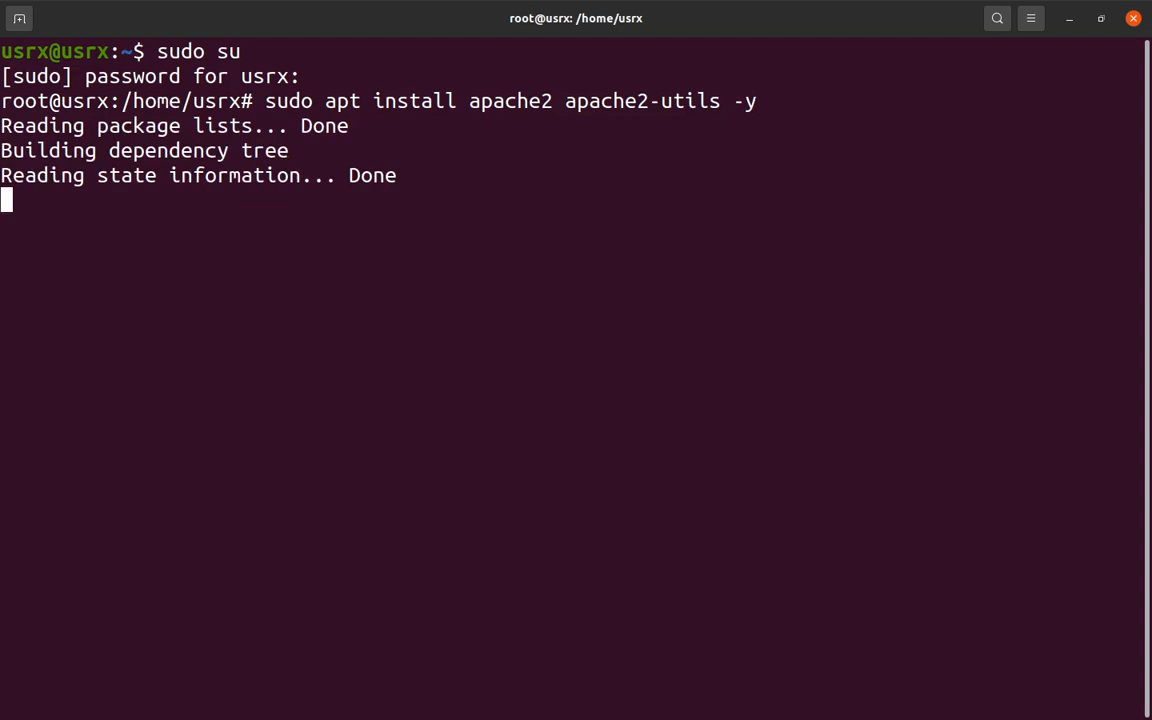 root@usrx: /home/usrx
usrx@usrx:~$ sudo su
[sudo] password for usrx:
root@usrx:/home/usrx# sudo apt install apache2 apache2-utils -y
Reading package lists... Done
Building dependency tree
Reading state information... Done